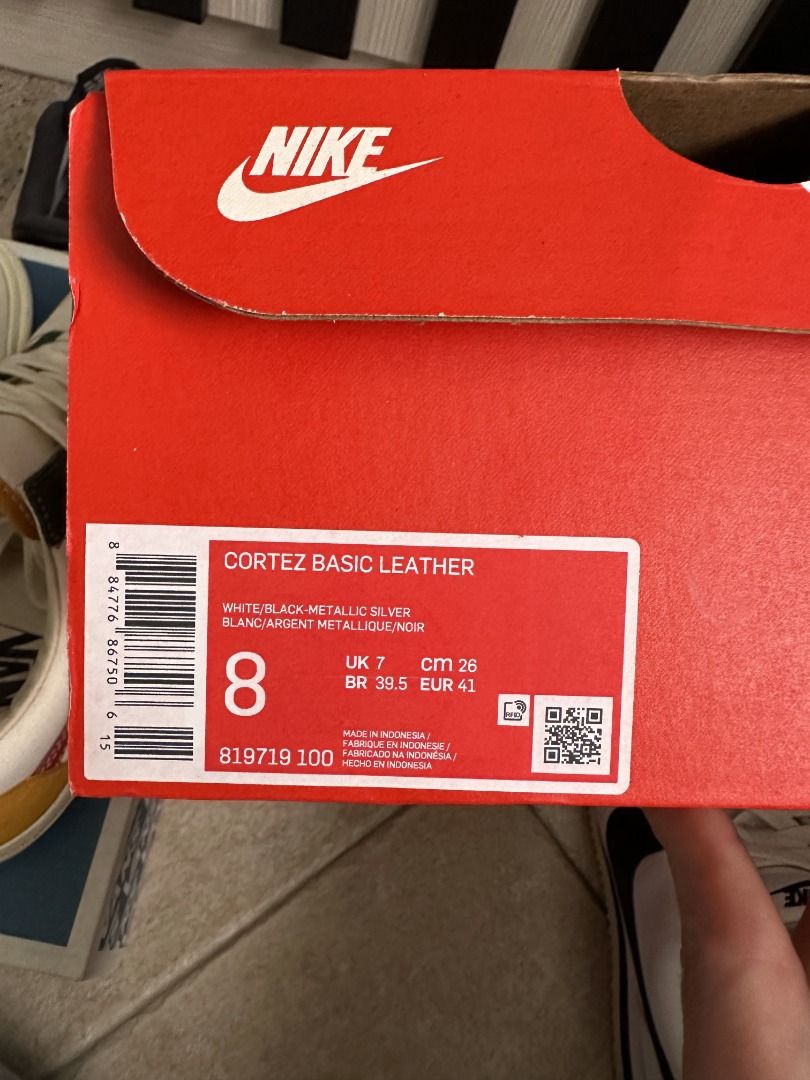 NIKE
CORTEZ BASIC LEATHER
WHITE/BLACK-METALLIC SILVER
BLANC/ARGENT METALLIQUE/NOIR
8
UK 7 cm 26
BR 39.5 EUR 41
RFID
819719 100
MADE IN INDONESIA /
FABRIQUE EN INDONESIE /
FABRICADO NA INDONÉSIA /
HECHO EN INDONESIA
8 84776 86750 6 15